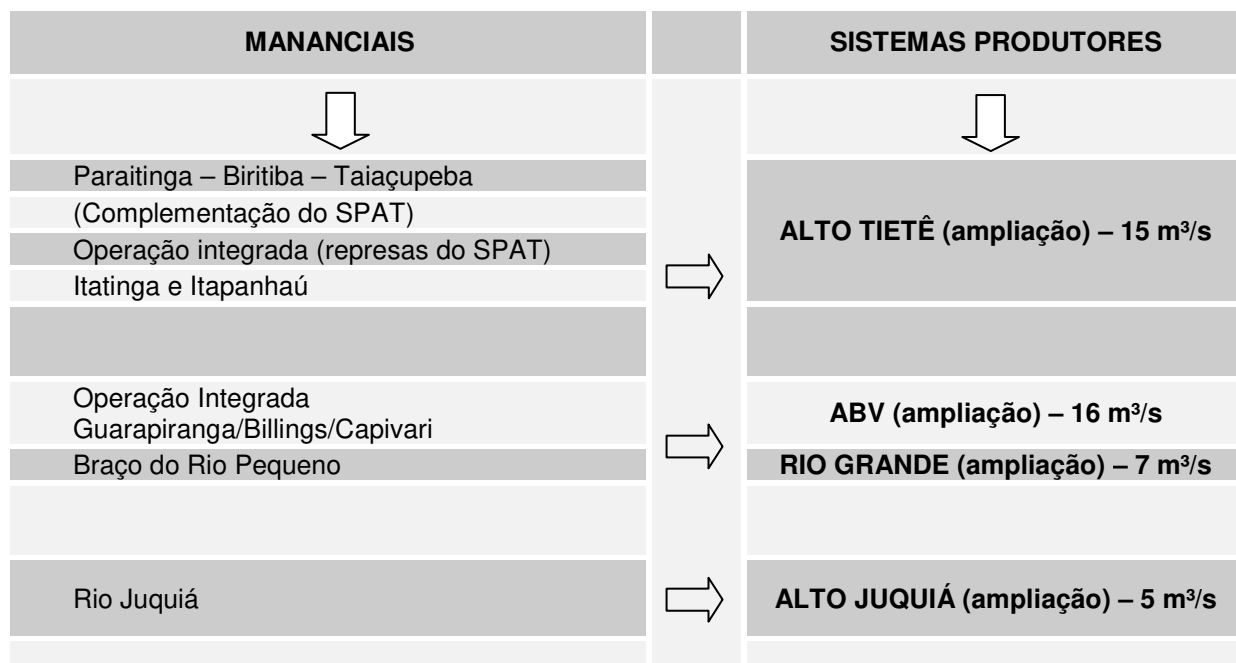 MANANCIAIS
SISTEMAS PRODUTORES
Paraitinga – Biritiba – Taiaçupeba
(Complementação do SPAT)
Operação integrada (represas do SPAT)
Itatinga e Itapanhaú
ALTO TIETÊ (ampliação) – 15 m³/s
Operação Integrada
Guarapiranga/Billings/Capivari
ABV (ampliação) – 16 m³/s
Braço do Rio Pequeno
RIO GRANDE (ampliação) – 7 m³/s
Rio Juquiá
ALTO JUQUIÁ (ampliação) – 5 m³/s